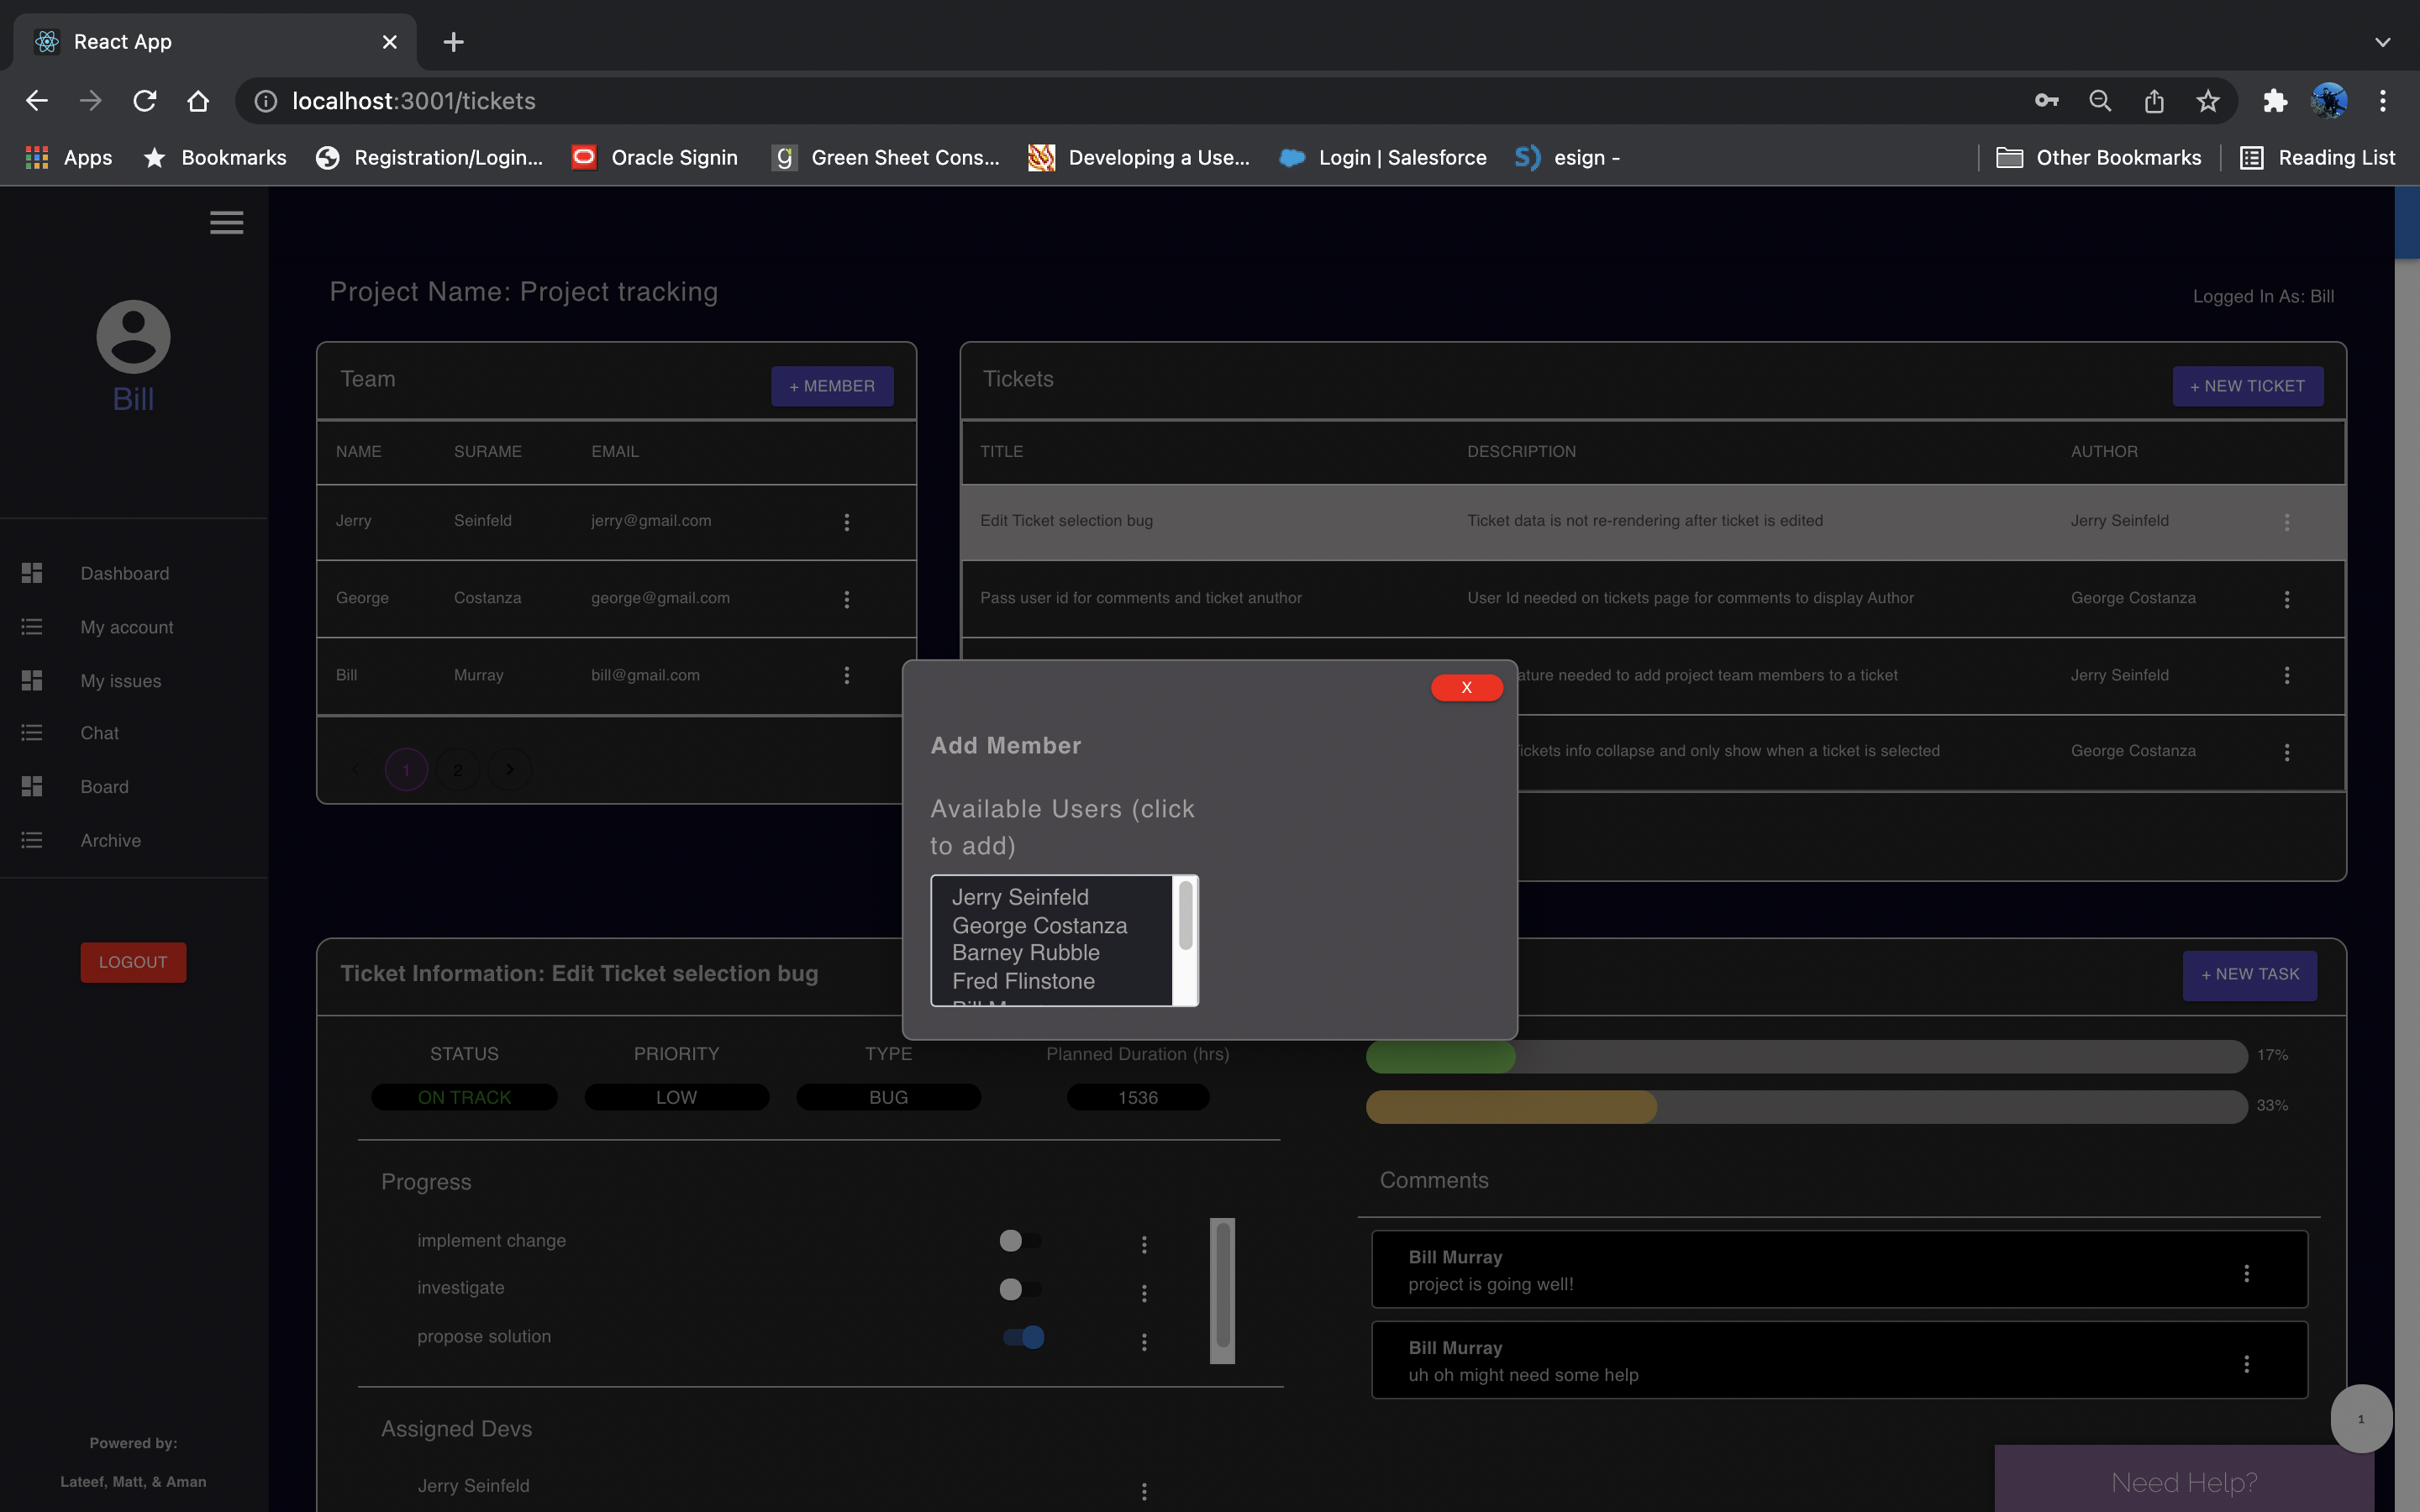 React App
localhost:3001/tickets
Apps Bookmarks Registration/Login... Oracle Signin Green Sheet Cons... Developing a Use... Login | Salesforce esign - Other Bookmarks Reading List
Bill
Dashboard
My account
My issues
Chat
Board
Archive
LOGOUT
Powered by:
Lateef, Matt, & Aman
Project Name: Project tracking
Logged In As: Bill
Team
+ MEMBER
NAME SURAME EMAIL
Jerry Seinfeld jerry@gmail.com
George Costanza george@gmail.com
Bill Murray bill@gmail.com
1 2
Tickets
+ NEW TICKET
TITLE DESCRIPTION AUTHOR
Edit Ticket selection bug Ticket data is not re-rendering after ticket is edited Jerry Seinfeld
Pass user id for comments and ticket anuthor User Id needed on tickets page for comments to display Author George Costanza
needed to add project team members to a ticket Jerry Seinfeld
info collapse and only show when a ticket is selected George Costanza
X
Add Member
Available Users (click
to add)
Jerry Seinfeld
George Costanza
Barney Rubble
Fred Flinstone
Ticket Information: Edit Ticket selection bug
+ NEW TASK
STATUS PRIORITY TYPE Planned Duration (hrs)
ON TRACK LOW BUG 1536
17%
33%
Progress
implement change
investigate
propose solution
Assigned Devs
Jerry Seinfeld
Comments
Bill Murray
project is going well!
Bill Murray
uh oh might need some help
1
Need Help?